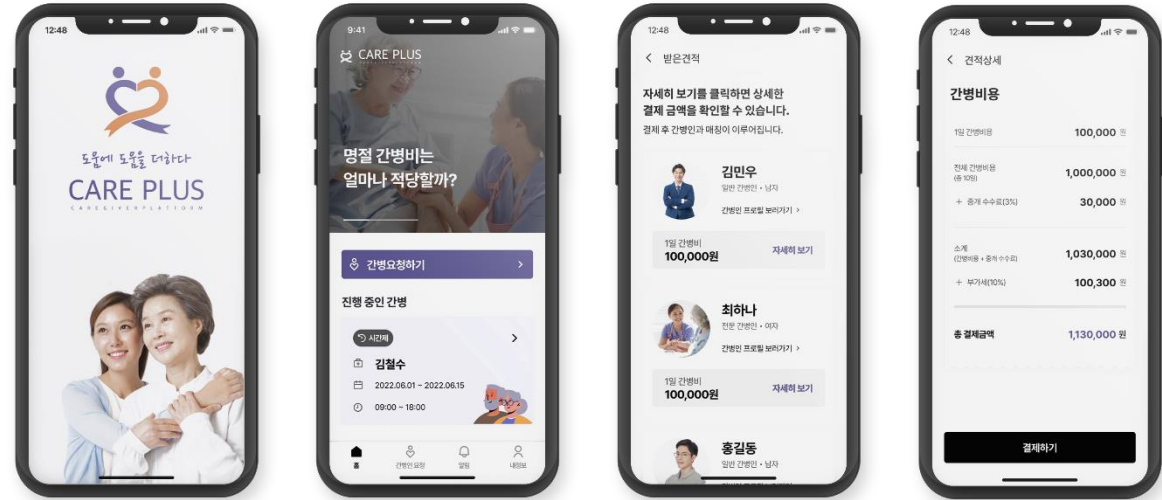 12:48
도움에 도움을 더하다
CARE PLUS
CAREGIVERPLATFORM
9:41
CARE PLUS
명절 간병비는
얼마나 적당할까?
간병요청하기
진행 중인 간병
시간제
김철수
2022.06.01 ~ 2022.06.15
09:00 ~ 18:00
홈
간병인 요청
알림
내정보
12:48
받은견적
자세히 보기를 클릭하면 상세한
결제 금액을 확인할 수 있습니다.
결제 후 간병인과 매칭이 이루어집니다.
김민우
일반 간병인 • 남자
간병인 프로필 보러가기 >
1일 간병비
100,000원
자세히 보기
최하나
전문 간병인 • 여자
간병인 프로필 보러가기 >
1일 간병비
100,000원
자세히 보기
홍길동
일반 간병인 • 남자
12:48
견적상세
간병비용
1일 간병비용 100,000 원
전체 간병비용 1,000,000 원
(총 10일)
+ 중개 수수료(3%) 30,000 원
소계 1,030,000 원
(간병비용 + 중개 수수료)
+ 부가세(10%) 100,300 원
총 결제금액 1,130,000 원
결제하기